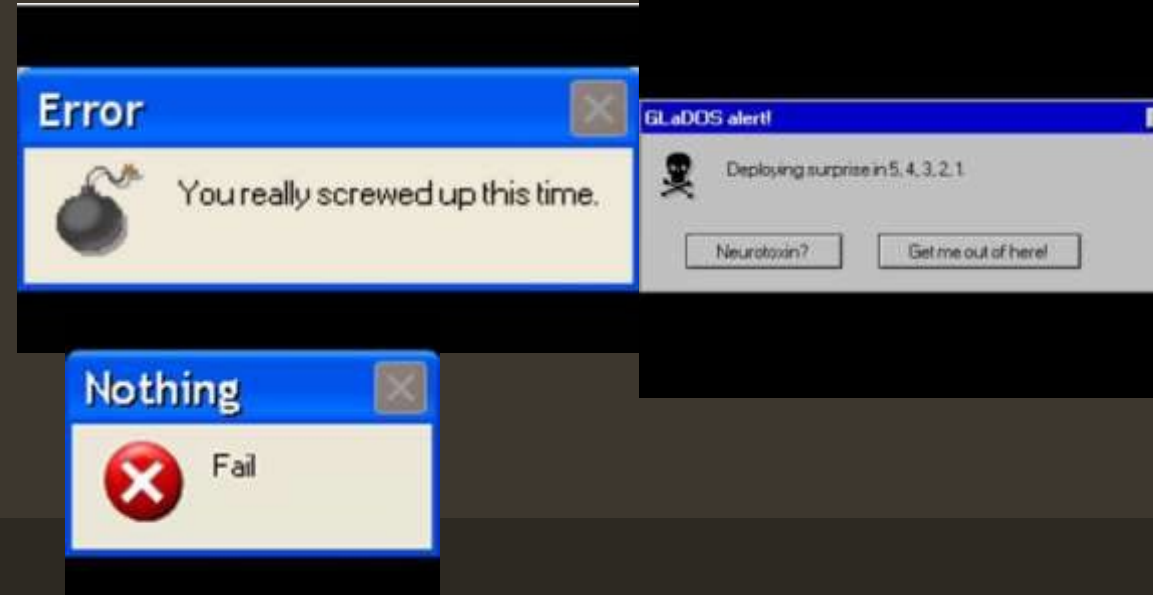 Error
You really screwed up this time.
GLaDOS alert!
Deploying surprise in 5, 4, 3, 2, 1.
Neurotoxin?
Get me out of here!
Nothing
Fail